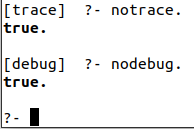 [trace]  ?- notrace.
true.
[debug]  ?- nodebug.
true.
?-